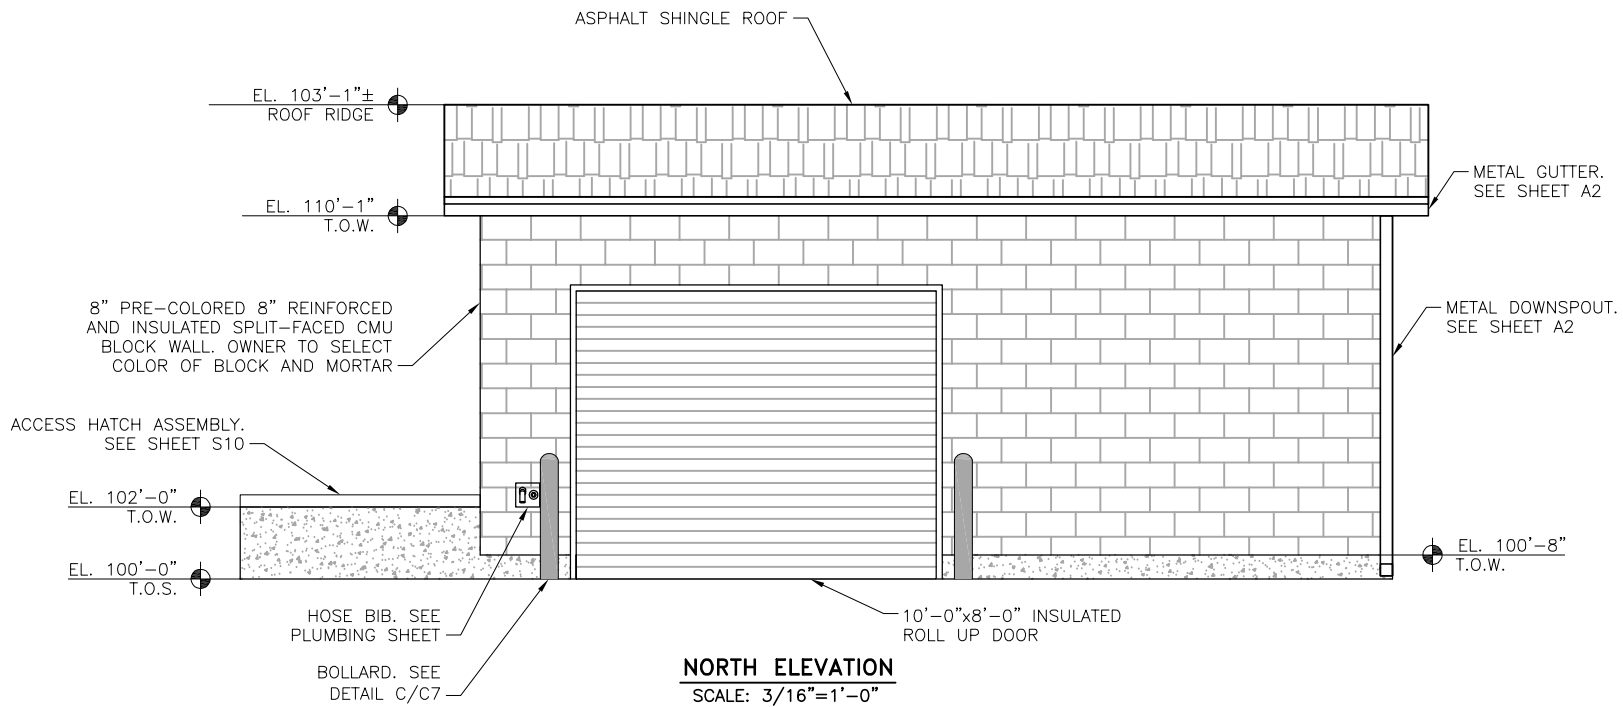 ASPHALT SHINGLE ROOF
EL. 103'-1"±
ROOF RIDGE
METAL GUTTER.
SEE SHEET A2
EL. 110'-1"
T.O.W.
8" PRE-COLORED 8" REINFORCED
AND INSULATED SPLIT-FACED CMU
BLOCK WALL. OWNER TO SELECT
COLOR OF BLOCK AND MORTAR
METAL DOWNSPOUT.
SEE SHEET A2
ACCESS HATCH ASSEMBLY.
SEE SHEET S10
EL. 102'-0"
T.O.W.
EL. 100'-8"
T.O.W.
EL. 100'-0"
T.O.S.
HOSE BIB. SEE
PLUMBING SHEET
10'-0"x8'-0" INSULATED
ROLL UP DOOR
BOLLARD. SEE
DETAIL C/C7
NORTH ELEVATION
SCALE: 3/16"=1'-0"